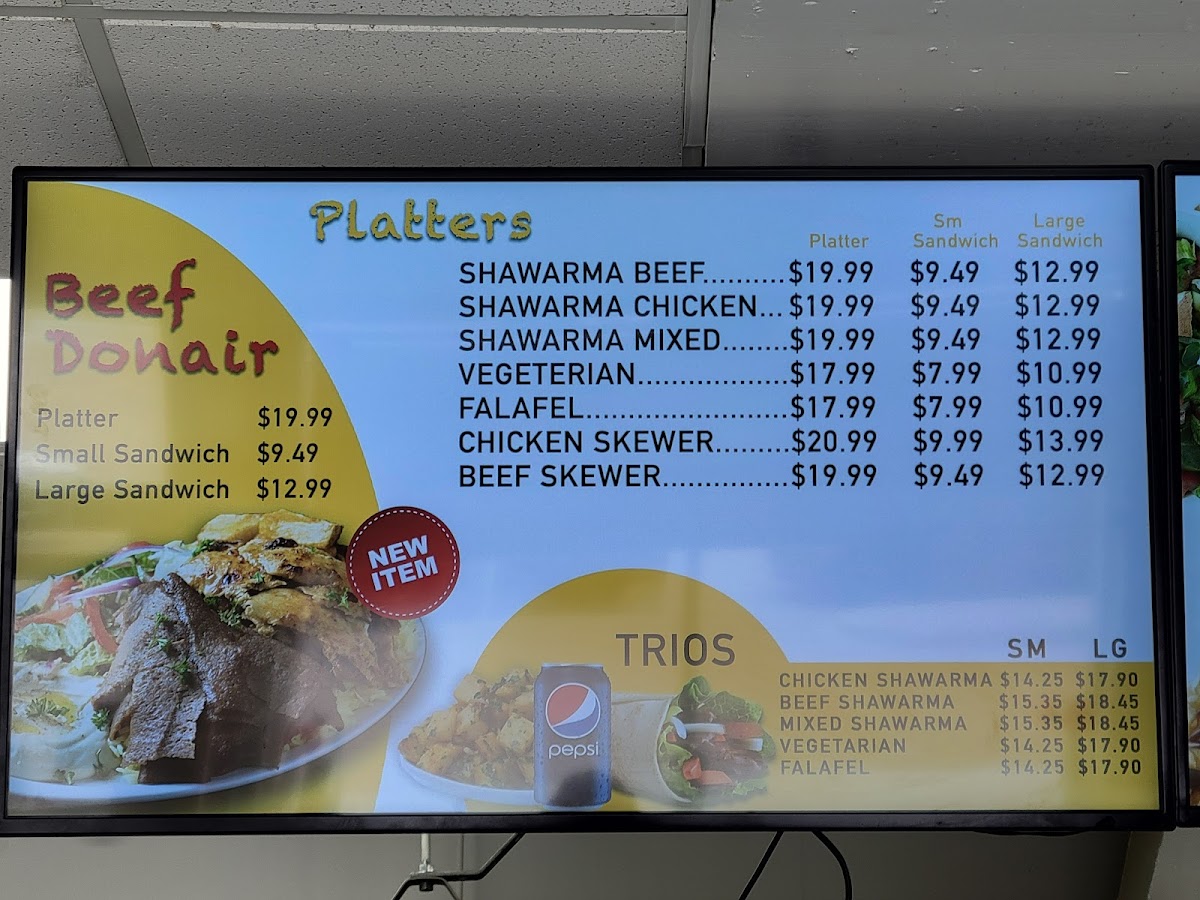 Beef
Donair
Platter $19.99
Small Sandwich $9.49
Large Sandwich $12.99
NEW
ITEM
Platters
Platter Sm Sandwich Large Sandwich
SHAWARMA BEEF..........$19.99 $9.49 $12.99
SHAWARMA CHICKEN...$19.99 $9.49 $12.99
SHAWARMA MIXED........$19.99 $9.49 $12.99
VEGETERIAN..................$17.99 $7.99 $10.99
FALAFEL........................$17.99 $7.99 $10.99
CHICKEN SKEWER.........$20.99 $9.99 $13.99
BEEF SKEWER...............$19.99 $9.49 $12.99
TRIOS
pepsi
SM LG
CHICKEN SHAWARMA $14.25 $17.90
BEEF SHAWARMA $15.35 $18.45
MIXED SHAWARMA $15.35 $18.45
VEGETARIAN $14.25 $17.90
FALAFEL $14.25 $17.90